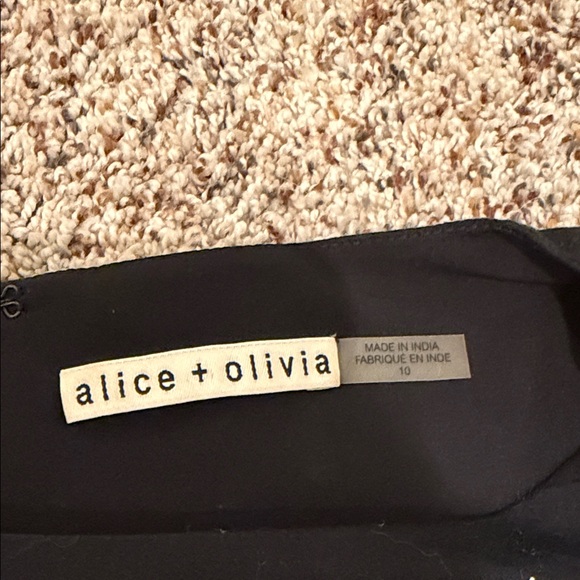 alice + olivia
MADE IN INDIA
FABRIQUÉ EN INDE
10